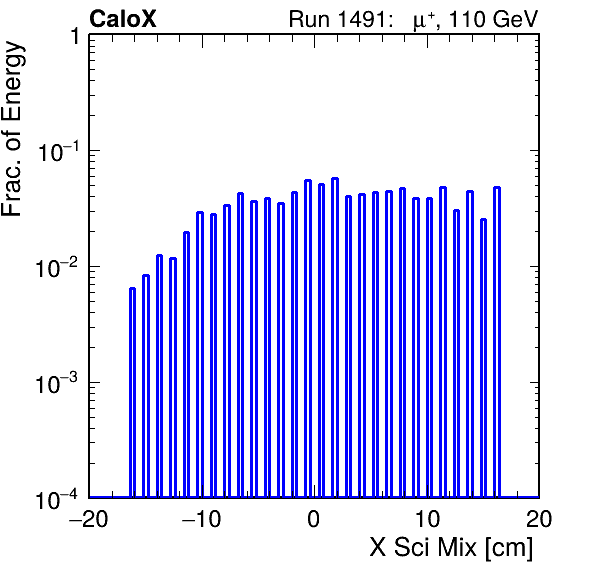 CaloX Run 1491: μ⁺, 110 GeV
Frac. of Energy
1
10⁻¹
10⁻²
10⁻³
10⁻⁴
−20 −10 0 10 20
X Sci Mix [cm]